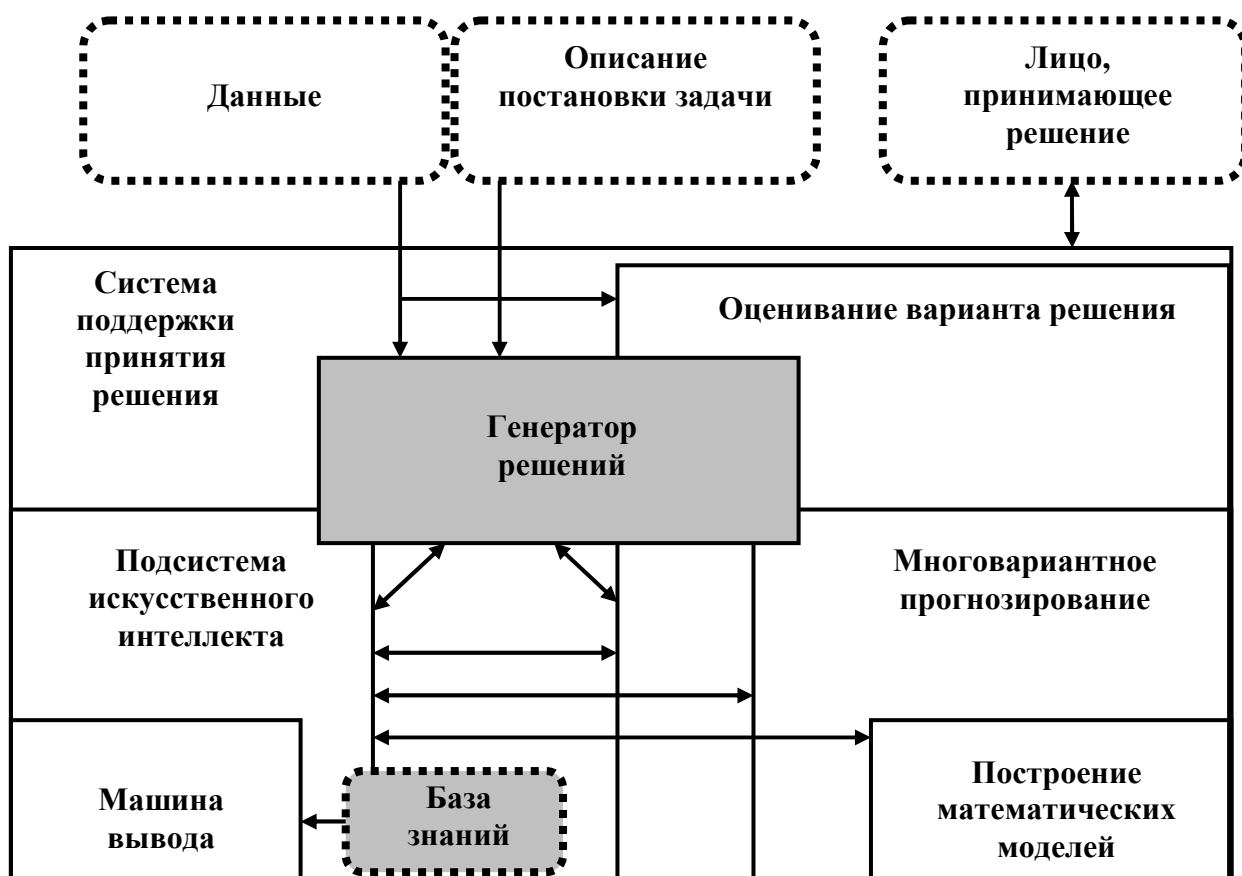 Данные
Описание
постановки задачи
Лицо,
принимающее
решение
Система
поддержки
принятия
решения
Оценивание варианта решения
Генератор
решений
Подсистема
искусственного
интеллекта
Многовариантное
прогнозирование
Машина
вывода
База
знаний
Построение
математических
моделей